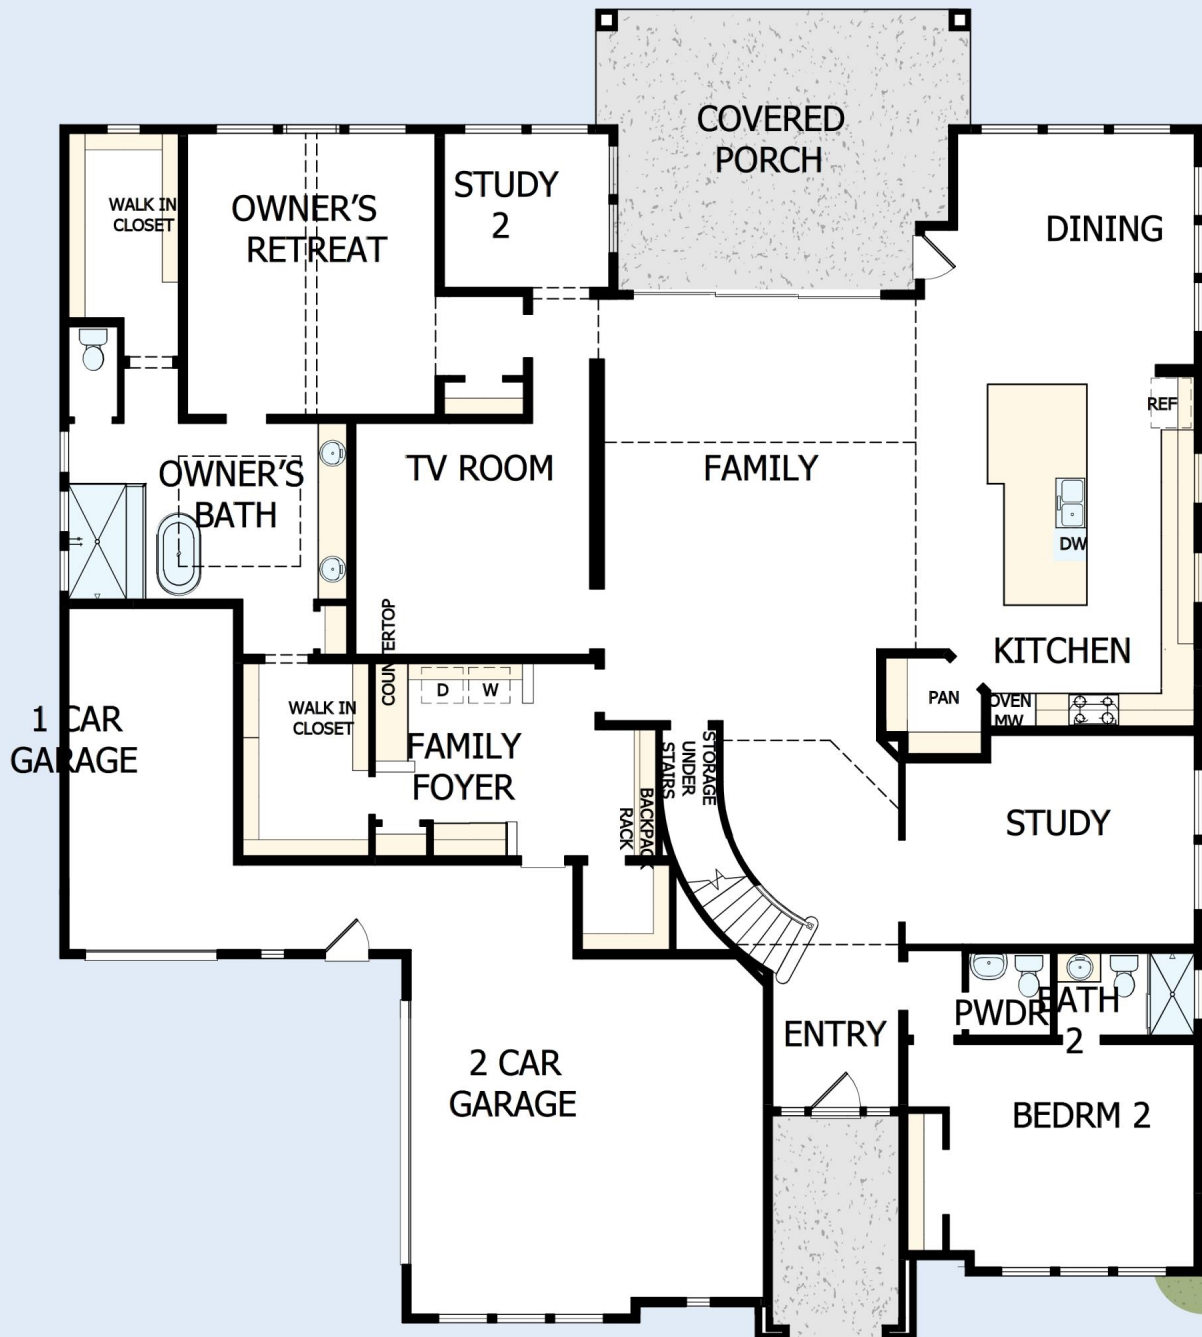 COVERED
PORCH
WALK IN
CLOSET
OWNER'S
RETREAT
STUDY
2
DINING
REF
OWNER'S
BATH
TV ROOM
FAMILY
DW
COUNTERTOP
KITCHEN
D
W
PAN
OVEN
MW
1 CAR
GARAGE
WALK IN
CLOSET
FAMILY
FOYER
STORAGE
UNDER
STAIRS
BACKPACK
RACK
STUDY
PWDR
BATH
2
ENTRY
2 CAR
GARAGE
BEDRM 2